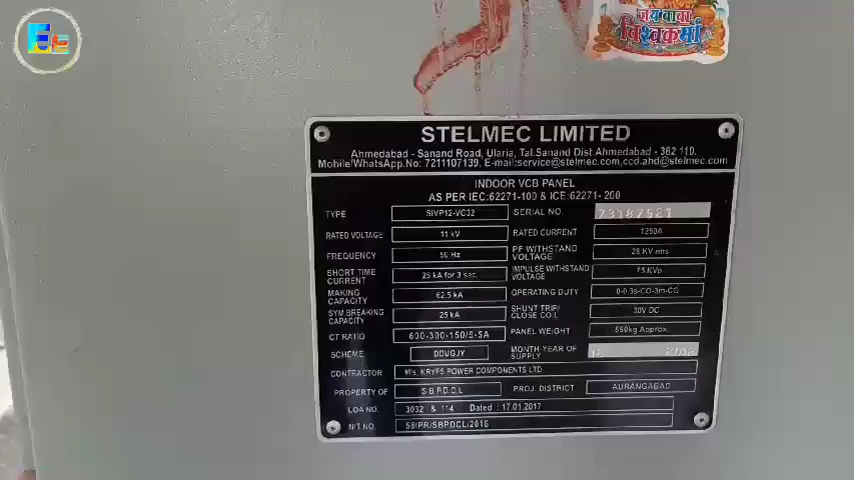 जय बाबा
विश्वकर्मा
STELMEC LIMITED
Ahmedabad - Sanand Road, Ularia, Tal.Sanand Dist Ahmedabad - 382 110.
Mobile/WhatsApp.No: 7211107139, E-mail:service@stelmec.com,ccd.ahd@stelmec.com
INDOOR VCB PANEL
AS PER IEC:62271-100 & ICE:62271- 200
TYPE SIVP12-VC32 SERIAL NO.
RATED VOLTAGE 11 kV RATED CURRENT 1250A
FREQUENCY 50 Hz PF WITHSTAND VOLTAGE 28 KV rms
SHORT TIME CURRENT 25 kA for 3 sec. IMPULSE WITHSTAND VOLTAGE 75 KVp
MAKING CAPACITY 62.5 kA OPERATING DUTY 0-0.3s-CO-3m-CO
SYM.BREAKING CAPACITY 25 kA SHUNT TRIP/ CLOSE COIL 30V DC
CT RATIO 600-300-150/5-5A PANEL WEIGHT 550kg Approx.
SCHEME DDUGJY MONTH-YEAR OF SUPPLY
CONTRACTOR M/s. KRYFS POWER COMPONENTS LTD
PROPERTY OF S.B.P.D.C.L PROJ. DISTRICT AURANGABAD
LOA NO. 3032 & 114 Dated : 17.01.2017
NIT NO. 58/PR/SBPDCL/2016